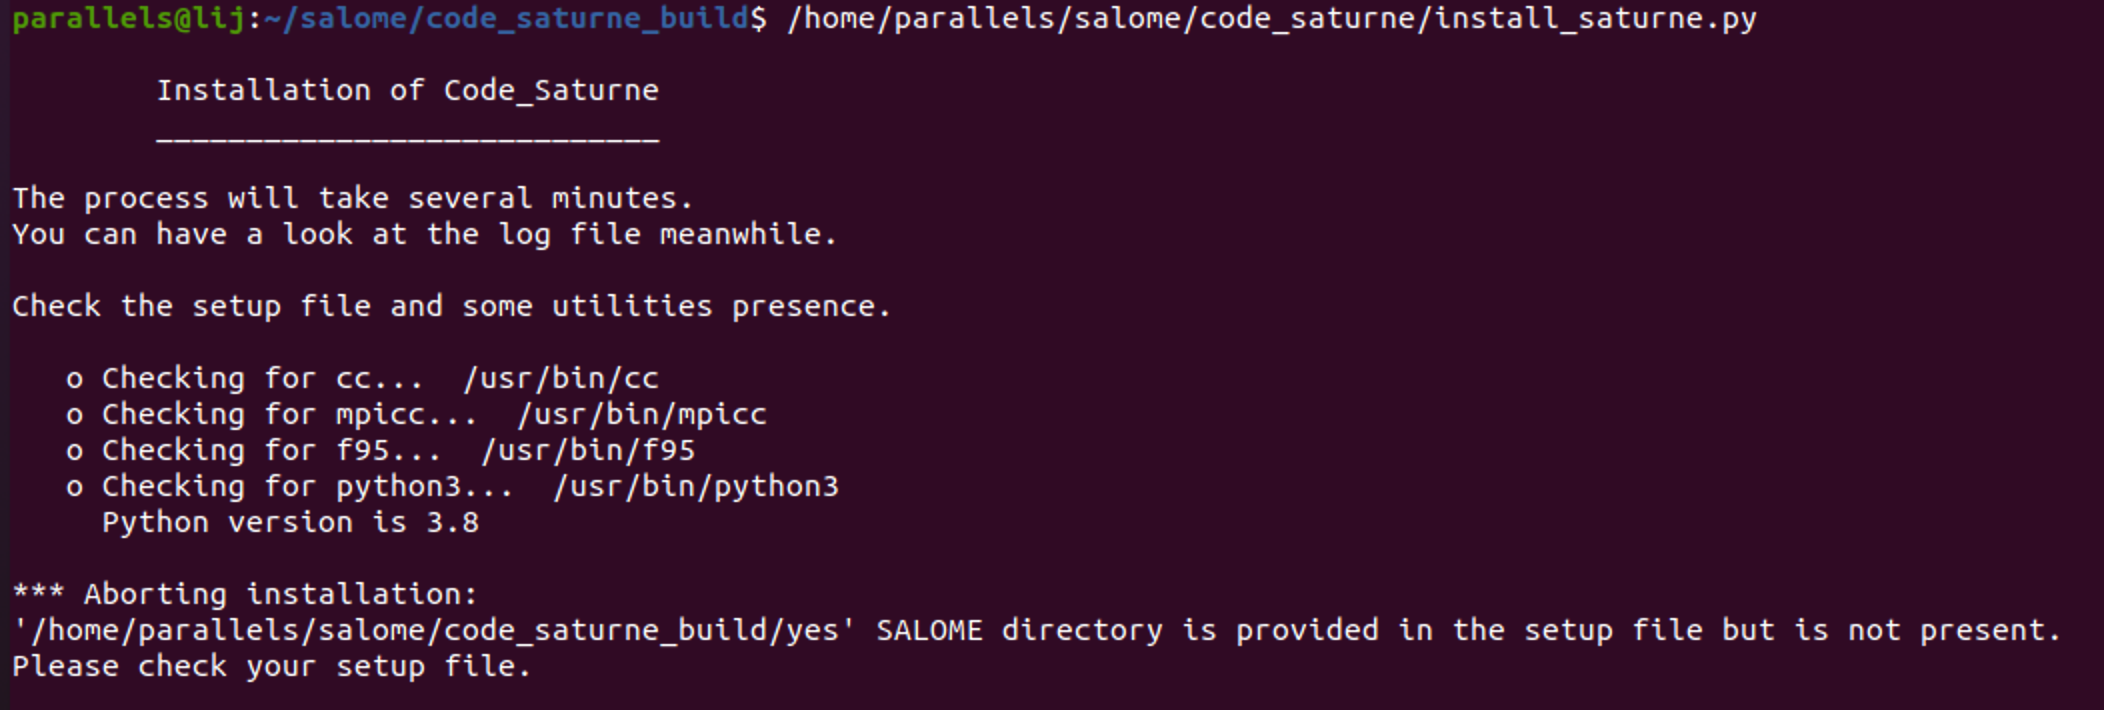 parallels@lij:~/salome/code_saturne_build$ /home/parallels/salome/code_saturne/install_saturne.py
Installation of Code_Saturne
____________________________
The process will take several minutes.
You can have a look at the log file meanwhile.
Check the setup file and some utilities presence.
o Checking for cc... /usr/bin/cc
o Checking for mpicc... /usr/bin/mpicc
o Checking for f95... /usr/bin/f95
o Checking for python3... /usr/bin/python3
Python version is 3.8
*** Aborting installation:
'/home/parallels/salome/code_saturne_build/yes' SALOME directory is provided in the setup file but is not present.
Please check your setup file.